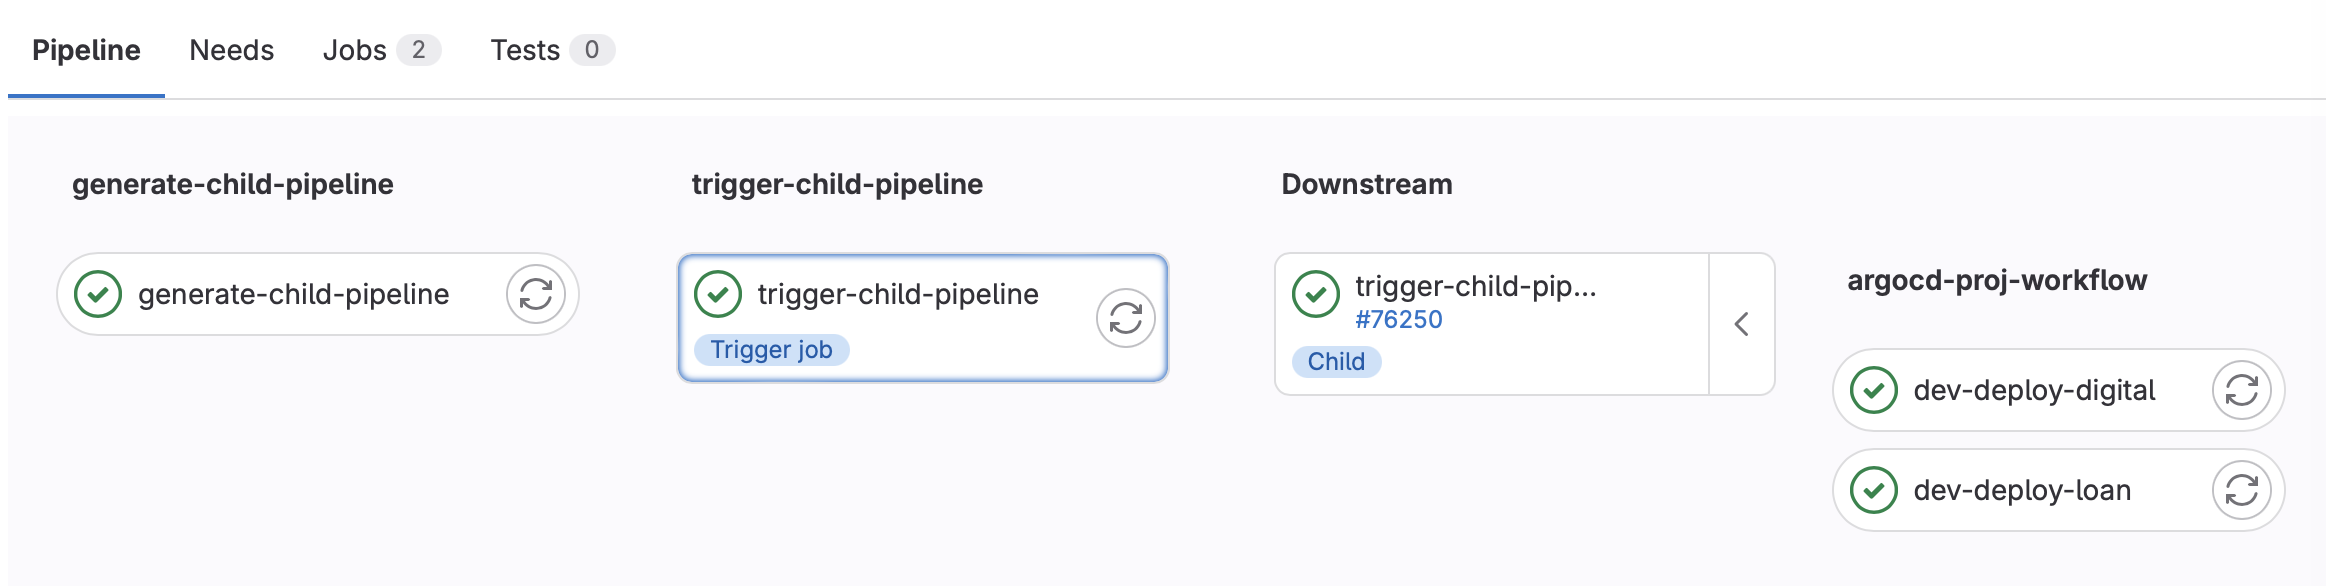 Pipeline Needs Jobs 2 Tests 0
generate-child-pipeline
generate-child-pipeline
trigger-child-pipeline
trigger-child-pipeline
Trigger job
Downstream
trigger-child-pip...
#76250
Child
argocd-proj-workflow
dev-deploy-digital
dev-deploy-loan